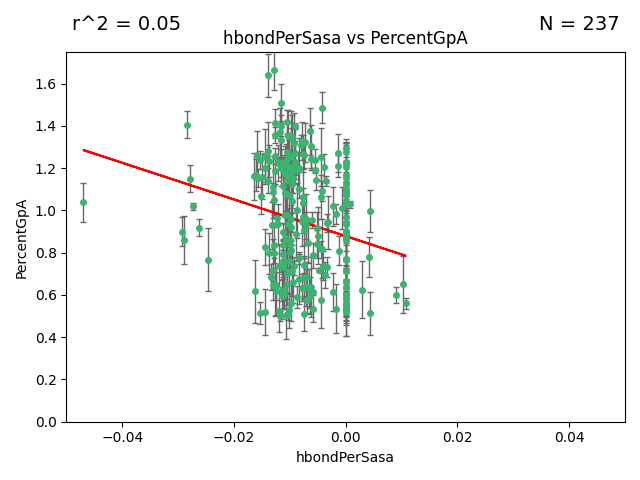 r^2 = 0.05
N = 237
hbondPerSasa vs PercentGpA
PercentGpA
1.6
1.4
1.2
1.0
0.8
0.6
0.4
0.2
0.0
−0.04 −0.02 0.00 0.02 0.04
hbondPerSasa